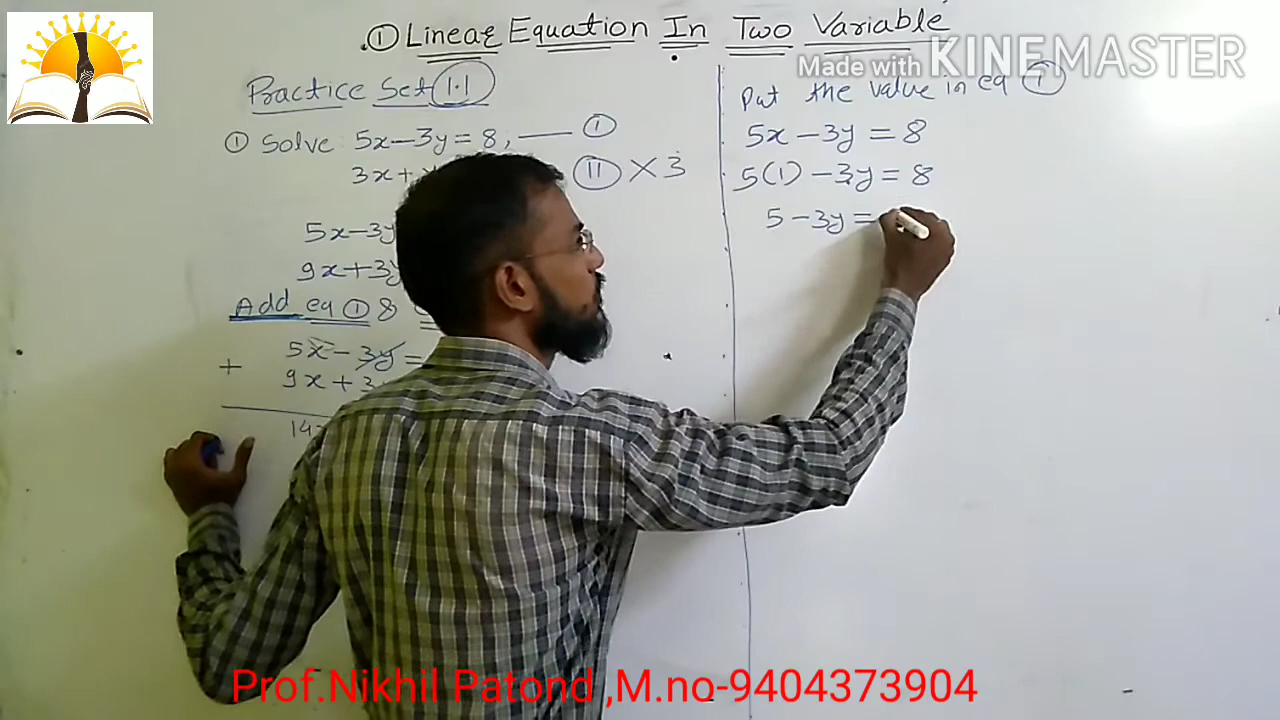 ① Linear Equation In Two Variable
Made with KINEMASTER
Practice Set 1.1
① Solve 5x-3y=8; — ①
3x+ ⑪ ×3
5x-3y
9x+3y
Add eq ① &
5x-3y=
+ 9x+3
14
Put the value in eq ①
5x-3y=8
5(1)-3y=8
5-3y=
Prof.Nikhil Patond ,M.no-9404373904